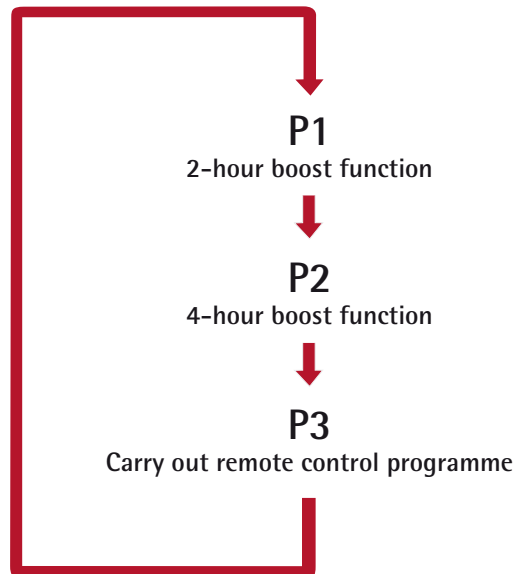 P1
2-hour boost function
P2
4-hour boost function
P3
Carry out remote control programme